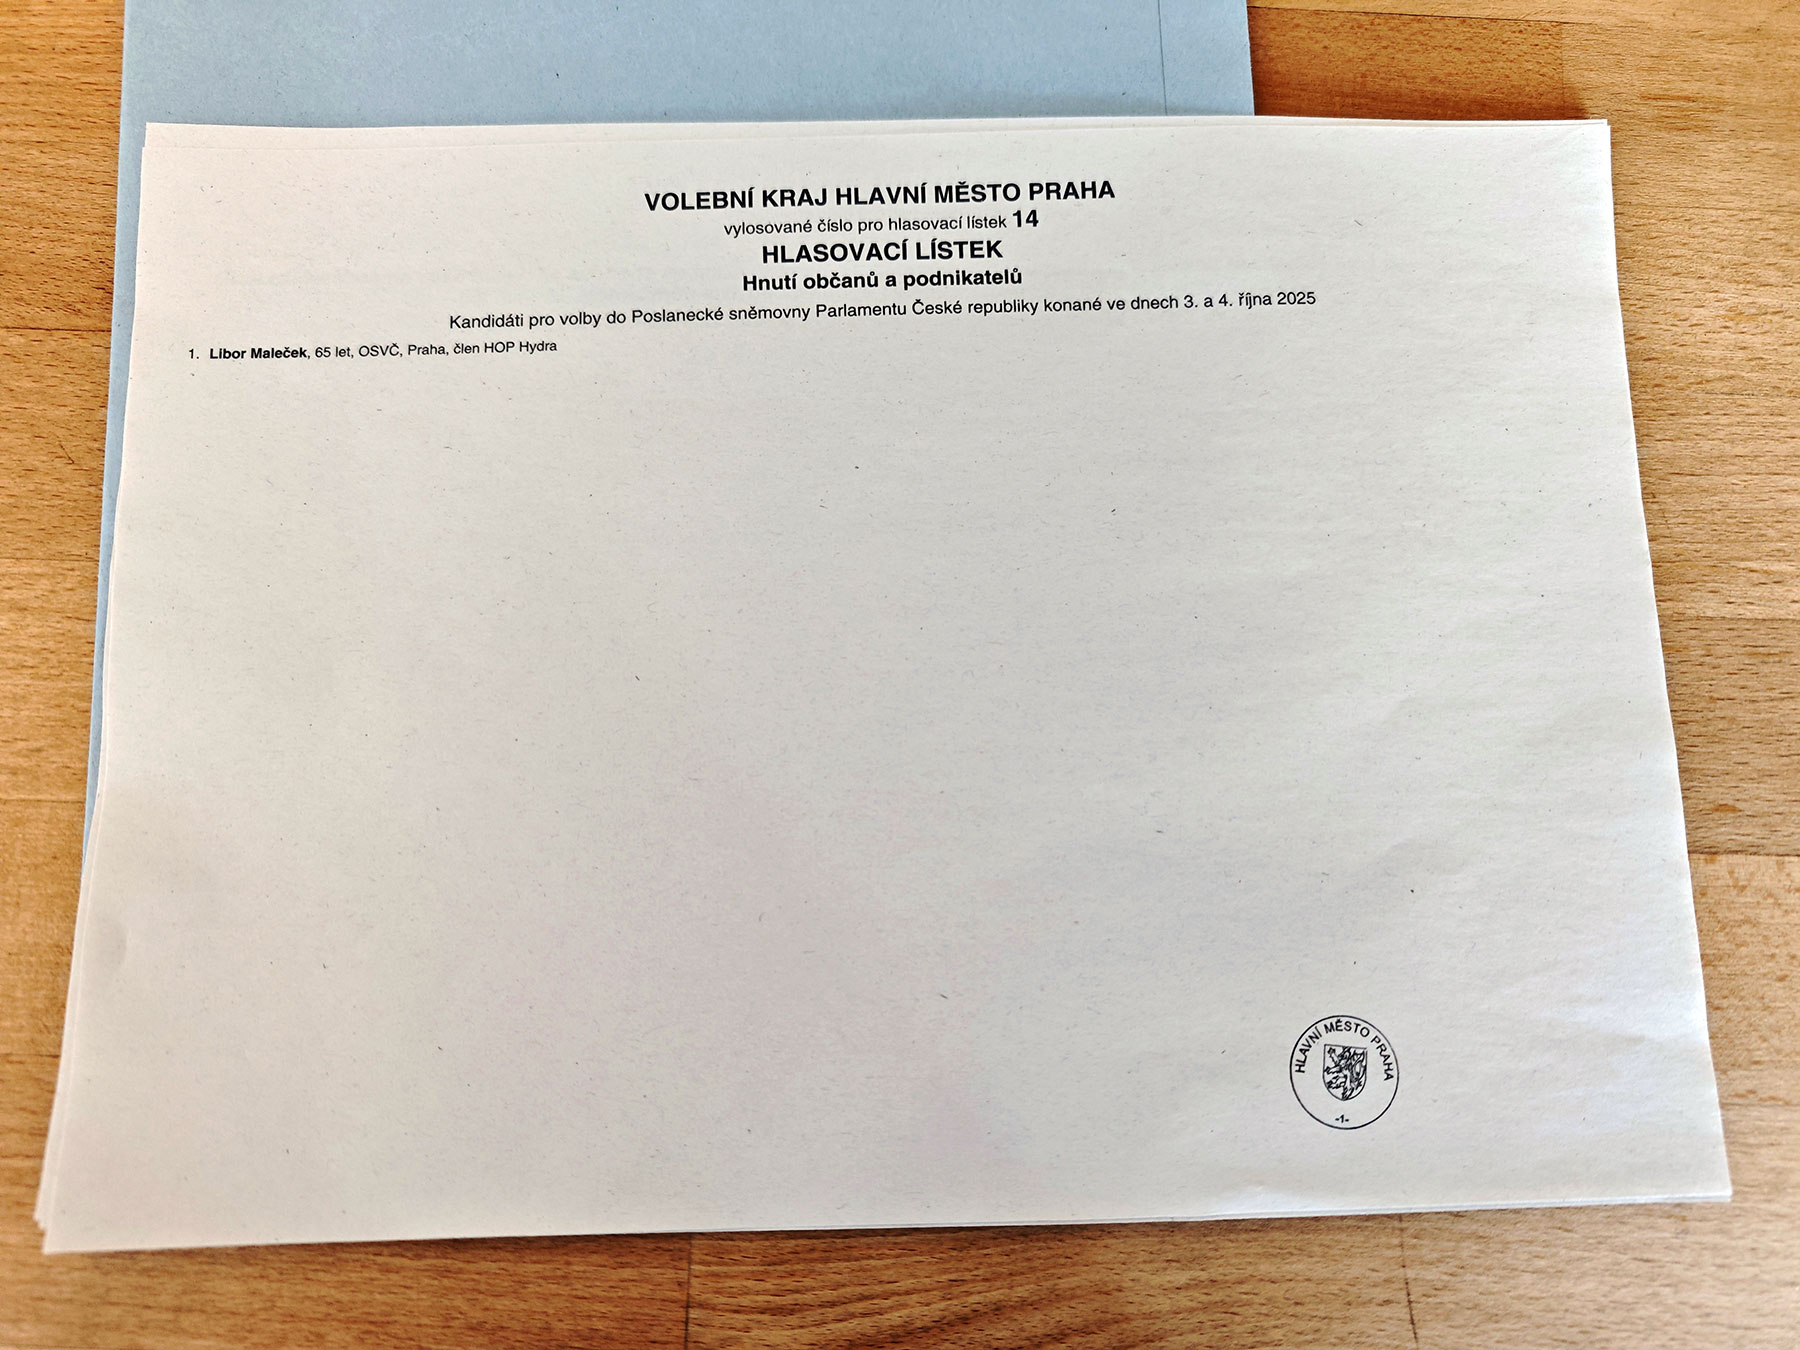 VOLEBNÍ KRAJ HLAVNÍ MĚSTO PRAHA
vylosované číslo pro hlasovací lístek 14
HLASOVACÍ LÍSTEK
Hnutí občanů a podnikatelů
Kandidáti pro volby do Poslanecké sněmovny Parlamentu České republiky konané ve dnech 3. a 4. října 2025
1. Libor Maleček, 65 let, OSVČ, Praha, člen HOP Hydra
HLAVNÍ MĚSTO PRAHA
-1-